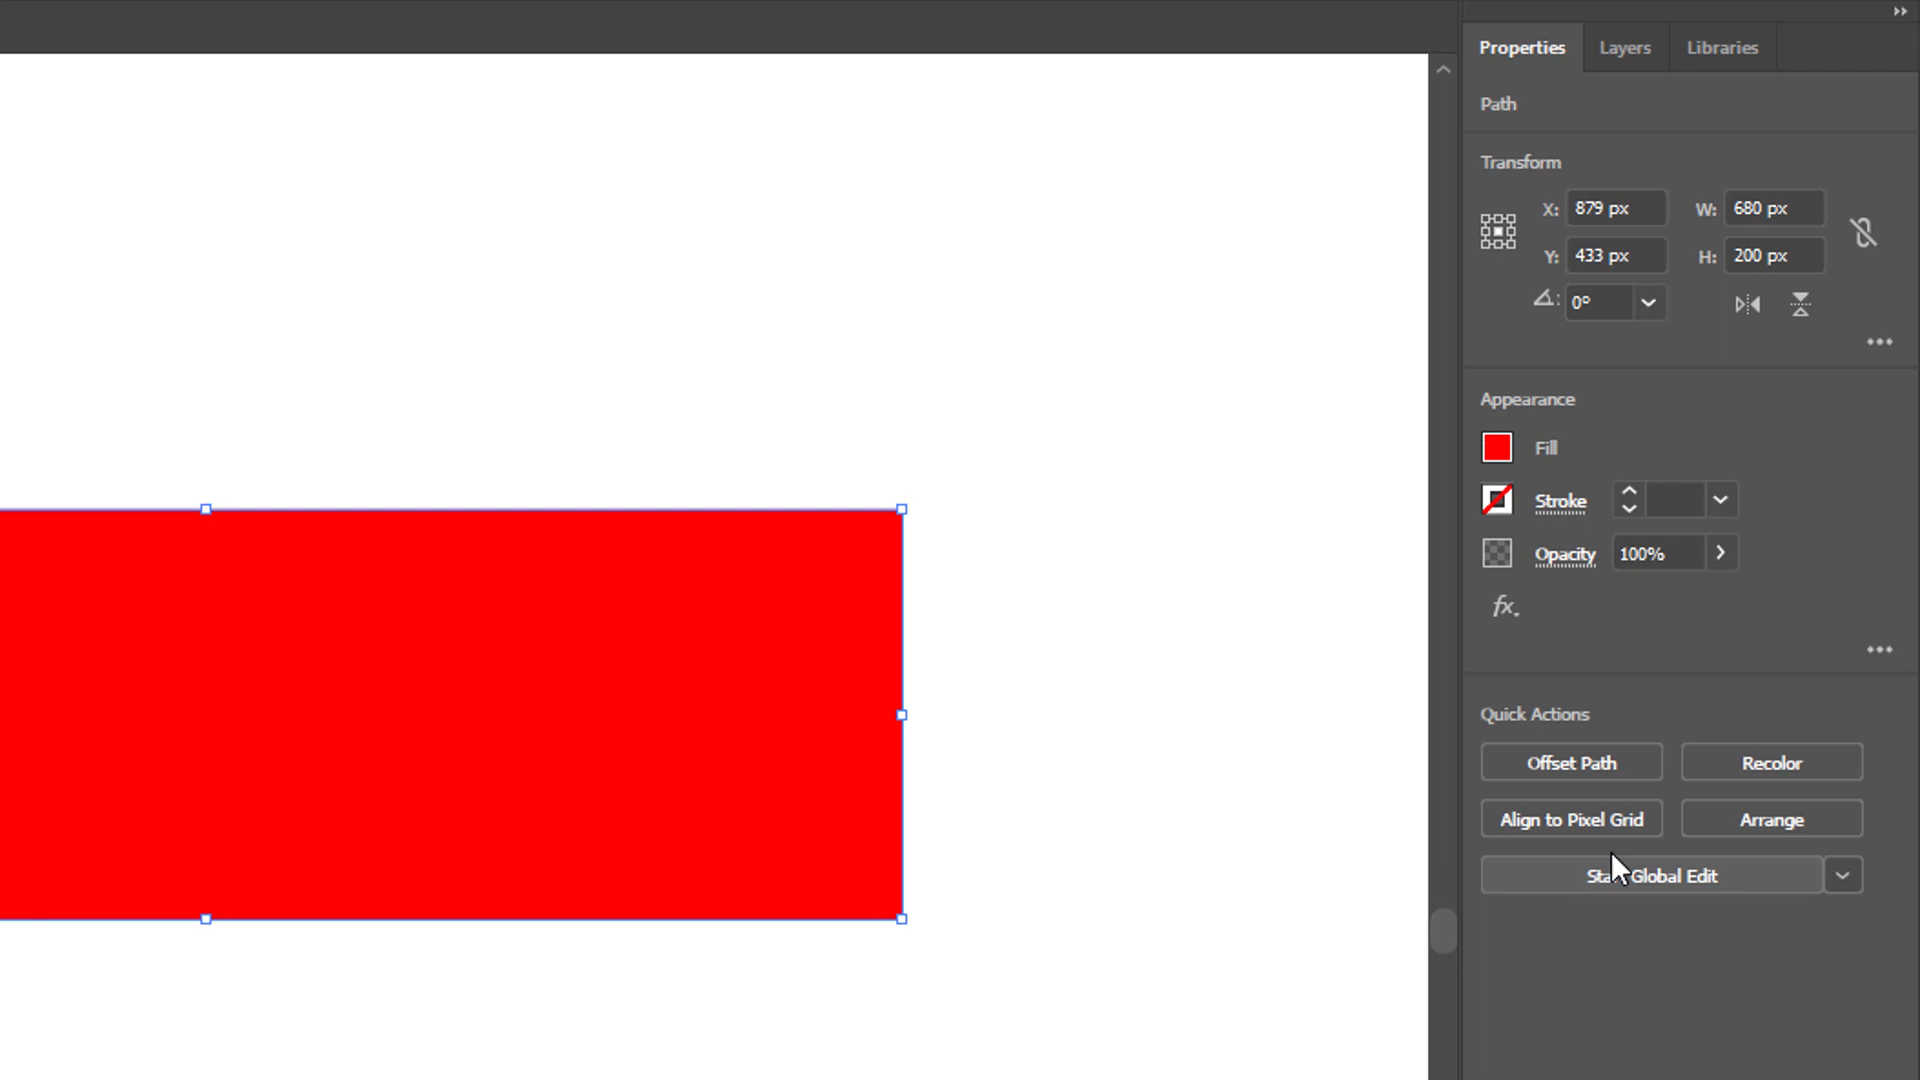 Properties Layers Libraries
Path
Transform
X: 879 px W: 680 px
Y: 433 px H: 200 px
0°
Appearance
Fill
Stroke
Opacity 100%
fx
Quick Actions
Offset Path Recolor
Align to Pixel Grid Arrange
Start Global Edit